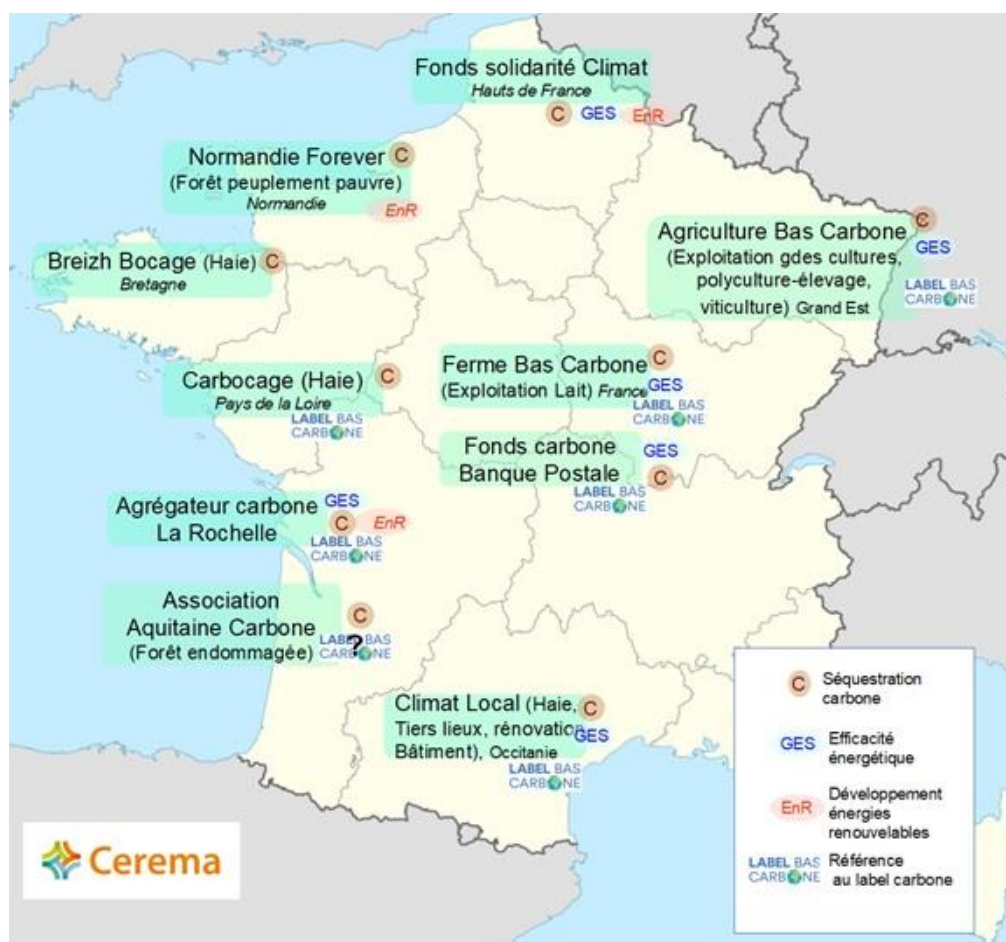 Fonds solidarité Climat
Hauts de France
C GES EnR
Normandie Forever C
(Forêt peuplement pauvre)
Normandie
EnR
Agriculture Bas Carbone C
(Exploitation gdes cultures, GES
polyculture-élevage,
viticulture) Grand Est
LABEL BAS
CARBONE
Breizh Bocage (Haie) C
Bretagne
Ferme Bas Carbone C
(Exploitation Lait) France GES
LABEL BAS
CARBONE
Carbocage (Haie) C
Pays de la Loire
LABEL BAS
CARBONE
Fonds carbone GES
Banque Postale C
LABEL BAS
CARBONE
GES
Agrégateur carbone
La Rochelle C EnR
LABEL BAS
CARBONE
Association C
Aquitaine Carbone
(Forêt endommagée)
LABEL BAS
CARBONE
?
Climat Local (Haie, C
Tiers lieux, rénovation GES
Bâtiment), Occitanie
LABEL BAS
CARBONE
C Séquestration
carbone
GES Efficacité
énergétique
EnR Développement
énergies
renouvelables
LABEL BAS Référence
CARBONE au label carbone
Cerema